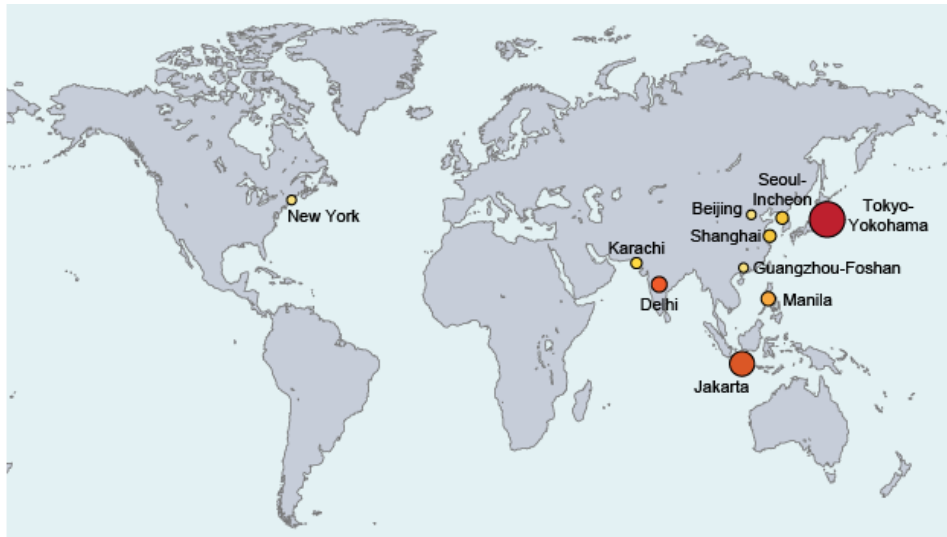 Seoul-
Incheon
Tokyo-
Yokohama
Beijing
New York
Shanghai
Karachi
Guangzhou-Foshan
Delhi
Manila
Jakarta